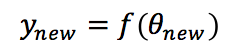 y_new = f(θ_new)